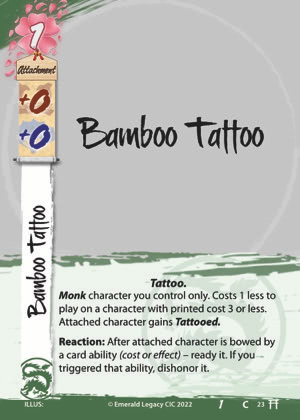 1
Attachment
+0
+0
Bamboo Tattoo
Bamboo Tattoo
Tattoo.
Monk character you control only. Costs 1 less to
play on a character with printed cost 3 or less.
Attached character gains Tattooed.
Reaction: After attached character is bowed
by a card ability (cost or effect) – ready it. If you
triggered that ability, dishonor it.
ILLUS:
© Emerald Legacy CIC 2022
1
C
23